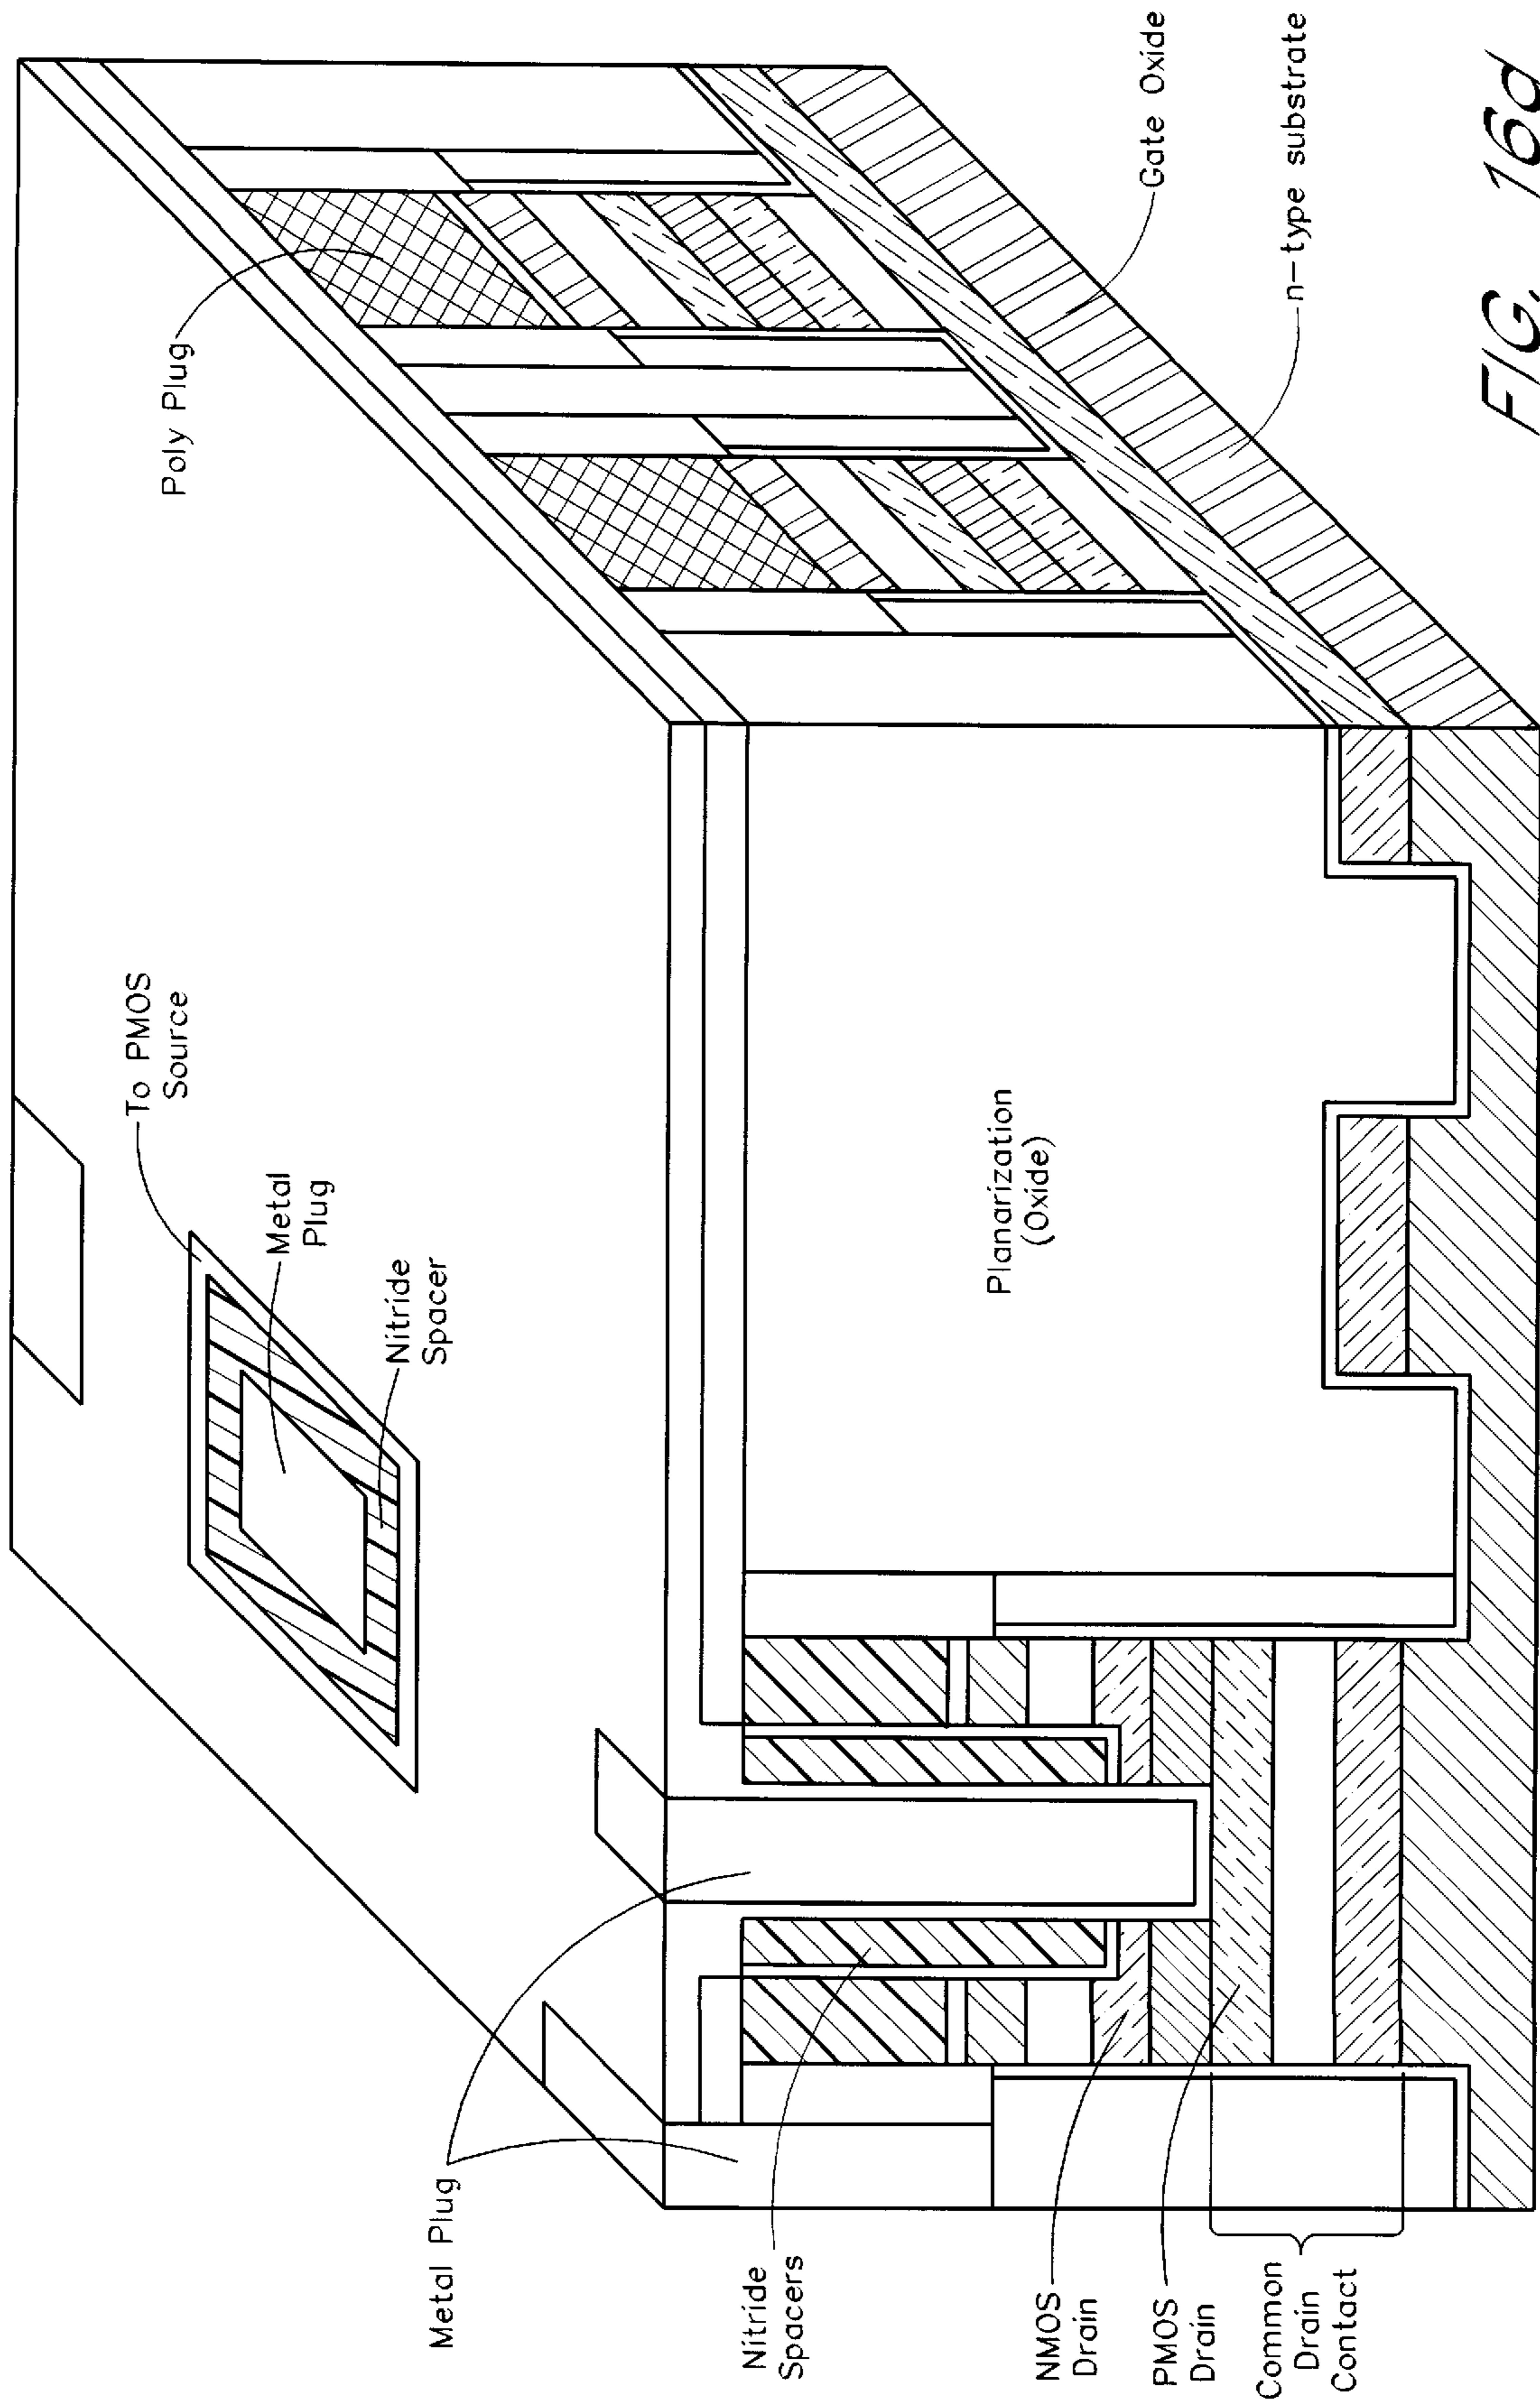 To PMOS
Source
Metal
Plug
Nitride
Spacer
Poly Plug
Metal Plug
Nitride
Spacers
Planarization
(Oxide)
NMOS
Drain
PMOS
Drain
Common
Drain
Contact
Gate Oxide
n-type substrate
FIG. 16d